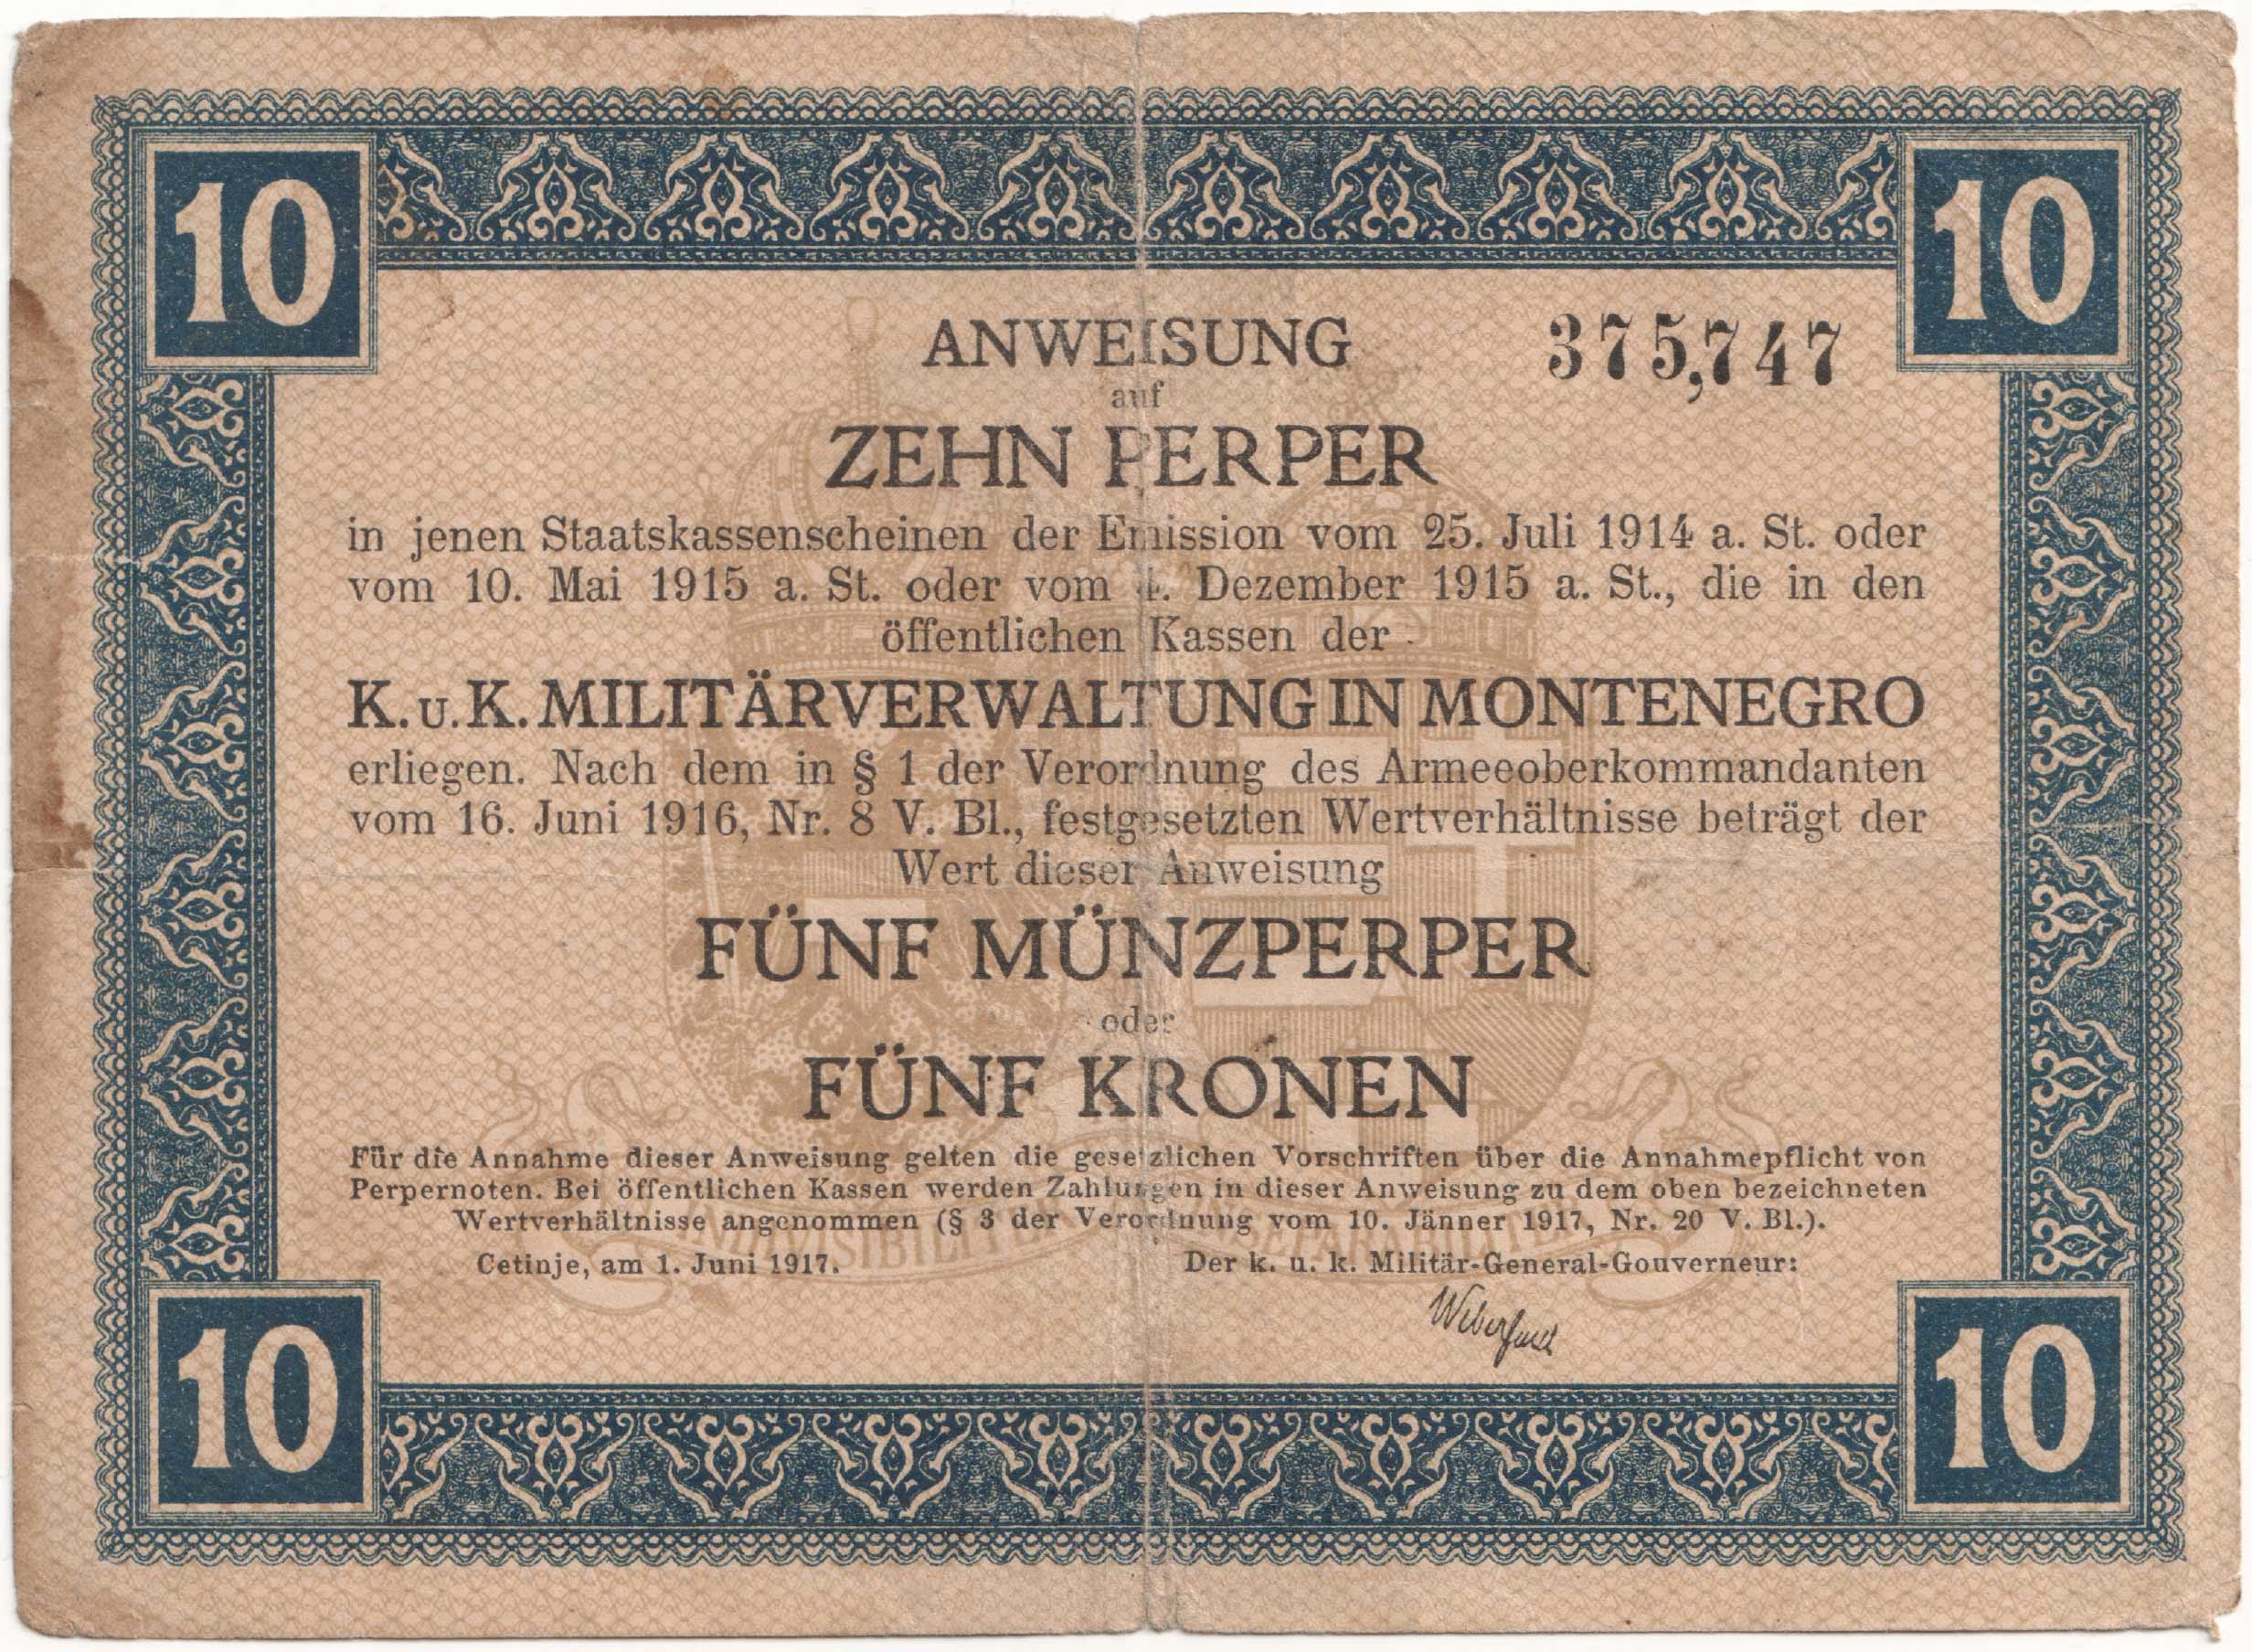 10 10
ANWEISUNG 375,747
auf
ZEHN PERPER
in jenen Staatskassenscheinen der Emission vom 25. Juli 1914 a. St. oder
vom 10. Mai 1915 a. St. oder vom 4. Dezember 1915 a. St., die in den
öffentlichen Kassen der
K. u. K. MILITÄRVERWALTUNG IN MONTENEGRO
erliegen. Nach dem in § 1 der Verordnung des Armeeoberkommandanten
vom 16. Juni 1916, Nr. 8 V. Bl., festgesetzten Wertverhältnisse beträgt der
Wert dieser Anweisung
FÜNF MÜNZPERPER
oder
FÜNF KRONEN
Für die Annahme dieser Anweisung gelten die gesetzlichen Vorschriften über die Annahmepflicht von
Perpernoten. Bei öffentlichen Kassen werden Zahlungen in dieser Anweisung zu dem oben bezeichneten
Wertverhältnisse angenommen (§ 3 der Verordnung vom 10. Jänner 1917, Nr. 20 V. Bl.).
Cetinje, am 1. Juni 1917. Der k. u. k. Militär-General-Gouverneur:
10 10